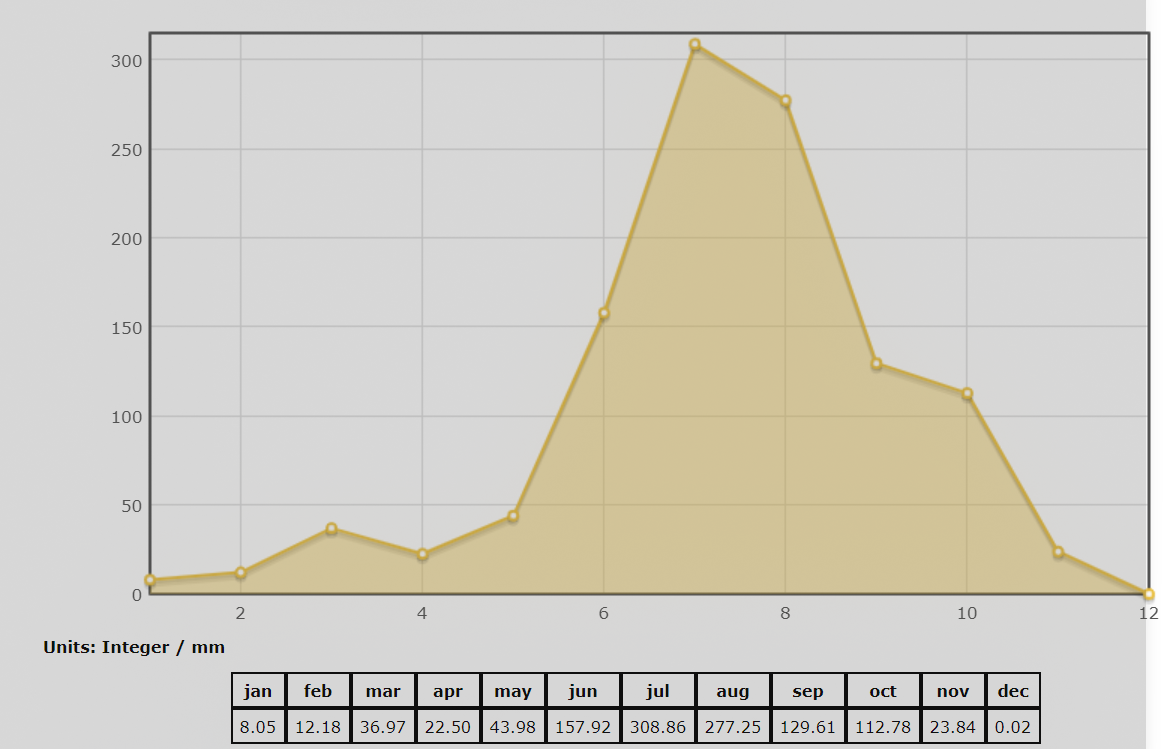 300
250
200
150
100
50
0
2 4 6 8 10 12
Units: Integer / mm
jan feb mar apr may jun jul aug sep oct nov dec
8.05 12.18 36.97 22.50 43.98 157.92 308.86 277.25 129.61 112.78 23.84 0.02